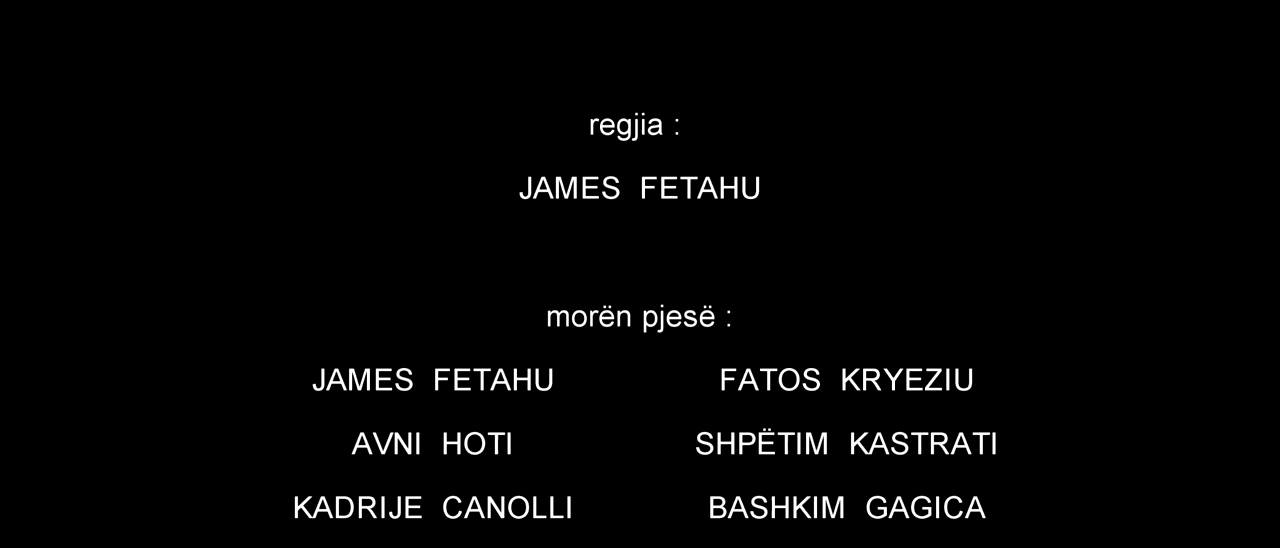 regjia :
JAMES FETAHU
morën pjesë :
JAMES FETAHU FATOS KRYEZIU
AVNI HOTI SHPËTIM KASTRATI
KADRIJE CANOLLI BASHKIM GAGICA